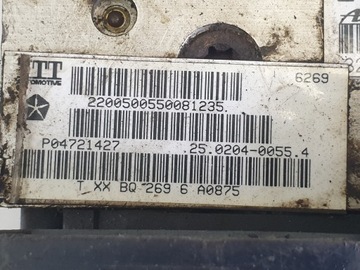 ITT 6269
AUTOMOTIVE
2200500550081235
P04721427 25.0204-0055.4
T XX BQ 269 6 A0875